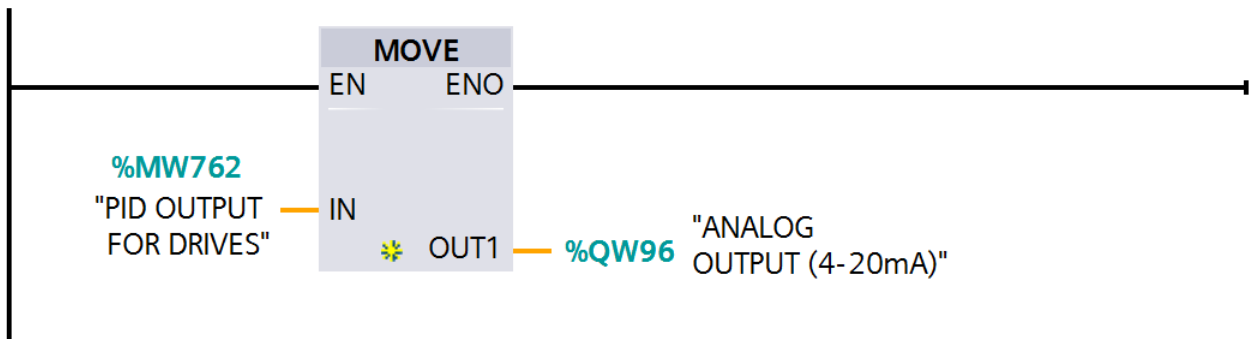 MOVE
EN ENO
%MW762
"PID OUTPUT
FOR DRIVES"
IN
OUT1
%QW96
"ANALOG
OUTPUT (4-20mA)"